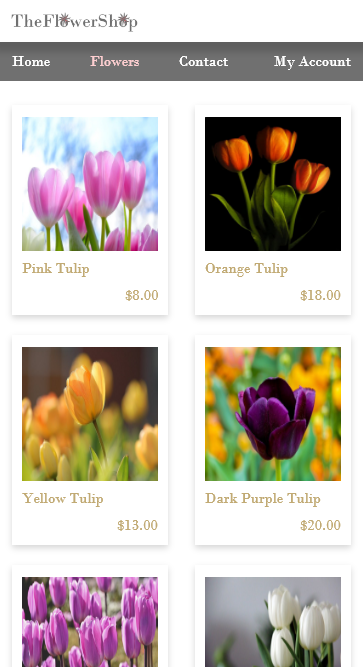 TheFlowerShop
Home Flowers Contact My Account
Pink Tulip
$8.00
Orange Tulip
$18.00
Yellow Tulip
$13.00
Dark Purple Tulip
$20.00